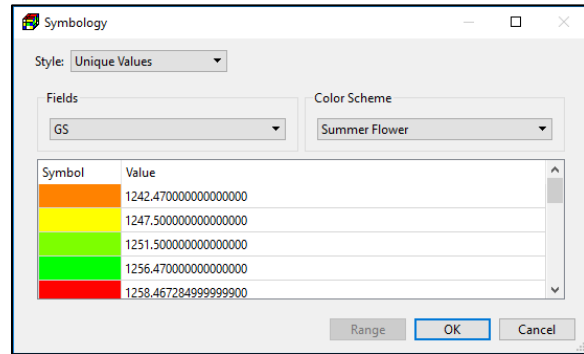 Symbology
Style: Unique Values
Fields
Color Scheme
GS
Summer Flower
Symbol Value
1242.470000000000000
1247.500000000000000
1251.500000000000000
1256.470000000000000
1258.467284999999900
Range OK Cancel